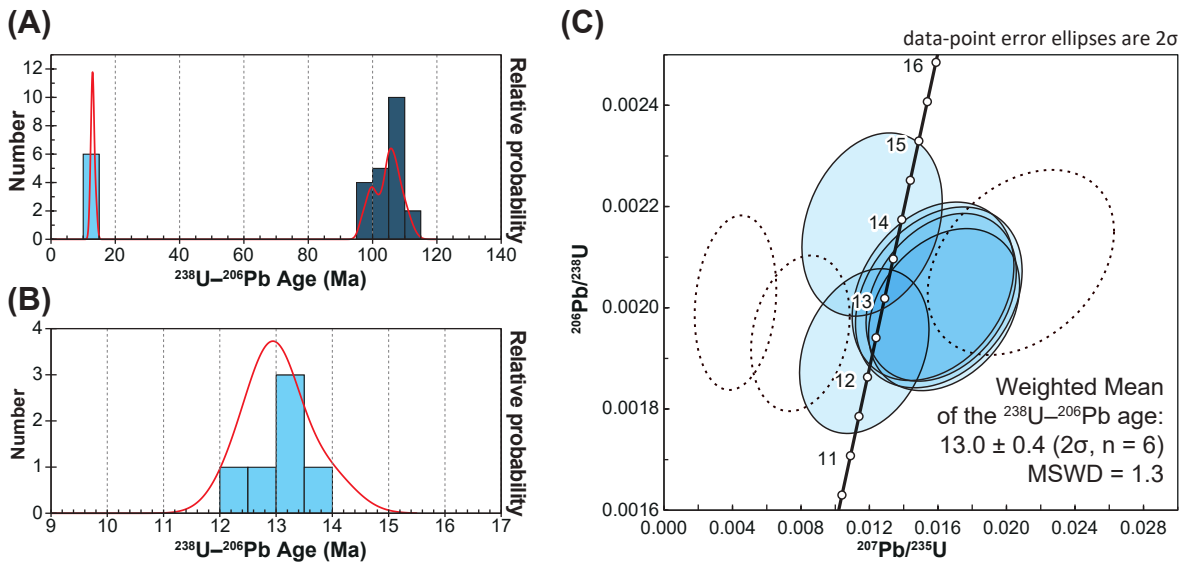 (A)
Number
12
10
8
6
4
2
0
0 20 40 60 80 100 120 140
²³⁸U–²⁰⁶Pb Age (Ma)
Relative probability
(B)
Number
4
3
2
1
0
9 10 11 12 13 14 15 16 17
²³⁸U–²⁰⁶Pb Age (Ma)
Relative probability
(C)
data-point error ellipses are 2σ
²⁰⁶Pb/²³⁸U
0.0024
0.0022
0.0020
0.0018
0.0016
16
15
14
13
12
11
Weighted Mean
of the ²³⁸U–²⁰⁶Pb age:
13.0 ± 0.4 (2σ, n = 6)
MSWD = 1.3
0.000 0.004 0.008 0.012 0.016 0.020 0.024 0.028
²⁰⁷Pb/²³⁵U